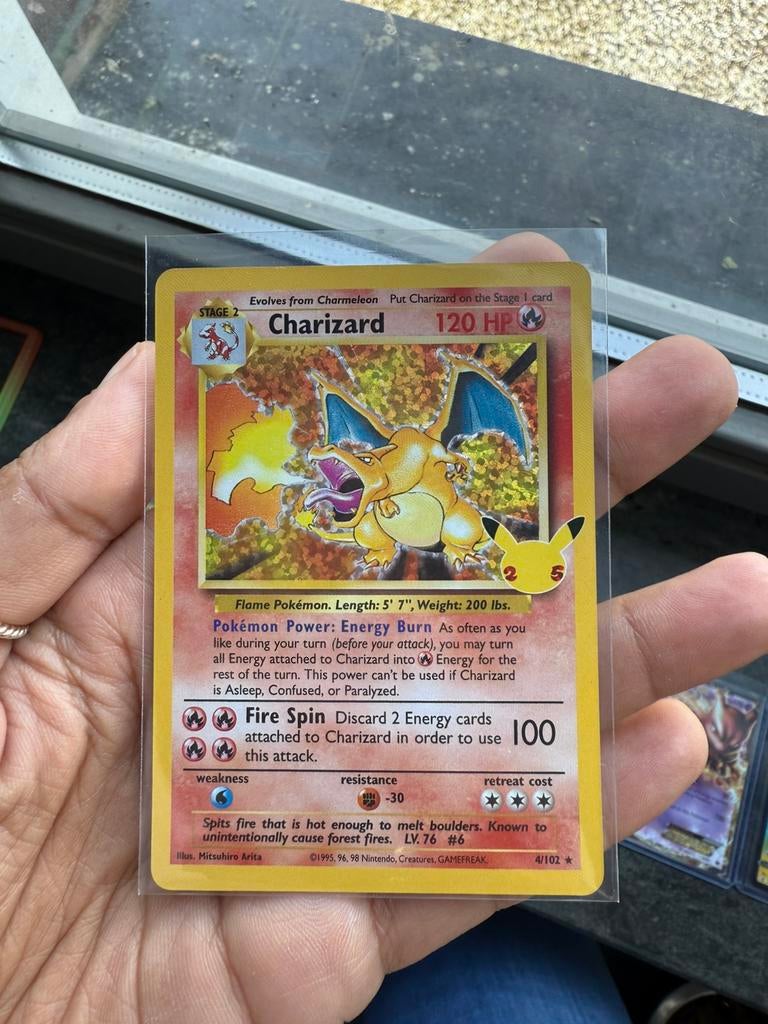 Evolves from Charmeleon Put Charizard on the Stage 1 card
STAGE 2
Charizard 120 HP
25
Flame Pokémon. Length: 5' 7", Weight: 200 lbs.
Pokémon Power: Energy Burn As often as you
like during your turn (before your attack), you may turn
all Energy attached to Charizard into Energy for the
rest of the turn. This power can't be used if Charizard
is Asleep, Confused, or Paralyzed.
Fire Spin Discard 2 Energy cards
attached to Charizard in order to use
this attack.
100
weakness resistance retreat cost
-30
Spits fire that is hot enough to melt boulders. Known to
unintentionally cause forest fires. LV. 76 #6
Illus. Mitsuhiro Arita ©1995, 96, 98 Nintendo, Creatures, GAMEFREAK. 4/102 ★